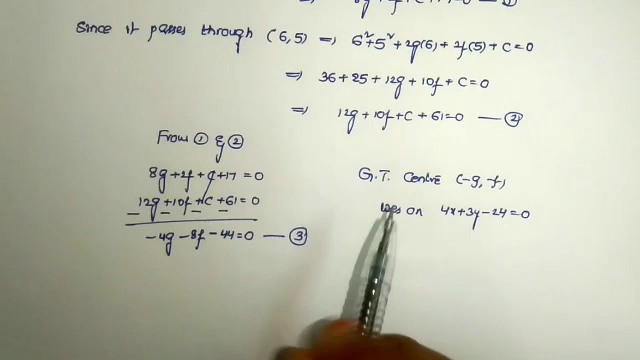 Since it passes through (6,5) ⇒ 6²+5²+2g(6)+2f(5)+C=0
⇒ 36+25+12g+10f+C=0
⇒ 12g+10f+C+61=0 — ②
From ① & ②
8g+2f+C+17=0
12g+10f+C+61=0
-4g-8f-44=0 — ③
G.T. Centre (-g,-f)
lies on 4x+3y-24=0